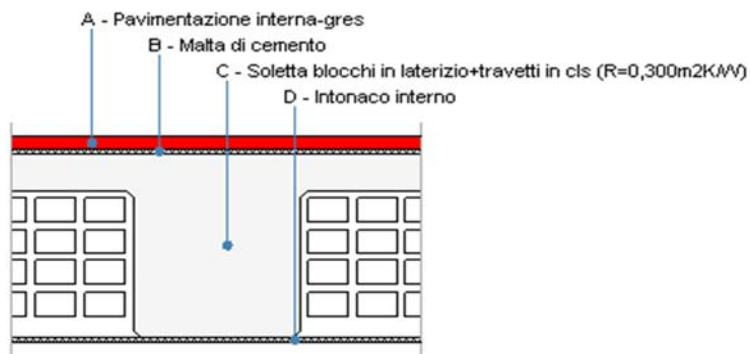 A - Pavimentazione interna-gres
B - Malta di cemento
C - Soletta blocchi in laterizio+travetti in cls (R=0,300m2K/W)
D - Intonaco interno